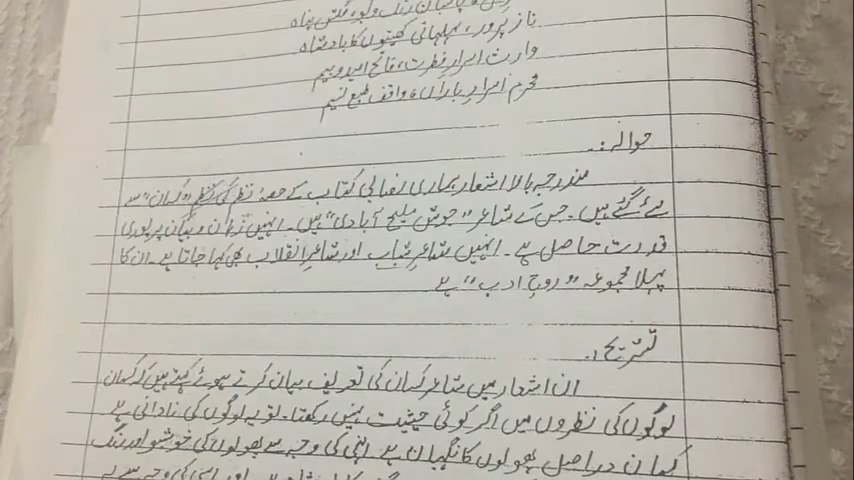 ناز پرور، لہلہاتی کھیتوں کا بادشاہ
وارث اسرارِ فطرت، فاتح امید و بیم
محرم اسرارِ باراں، واقف طبع نسیم
حوالہ:
مندرجہ بالا اشعار ہماری نصابی کتاب کے حصۂ نظم کی نظم "کسان" سے
لیے گئے ہیں۔ جس کے شاعر "جوش ملیح آبادی" ہیں۔ انہیں زبان و بیان پر پوری
قدرت حاصل ہے۔ انہیں شاعرِ شباب اور شاعرِ انقلاب بھی کہا جاتا ہے۔ ان کا
پہلا مجموعہ "روحِ ادب" ہے
تشریح:
ان اشعار میں شاعر کسان کی تعریف بیان کرتے ہوئے کہتے ہیں کہ کسان
لوگوں کی نظروں میں اگر کوئی حیثیت نہیں رکھتا۔ تو یہ لوگوں کی نادانی ہے
کسان دراصل پھولوں کا نگہبان ہے اسی کی وجہ سے پھولوں کی خوشبو اور رنگ